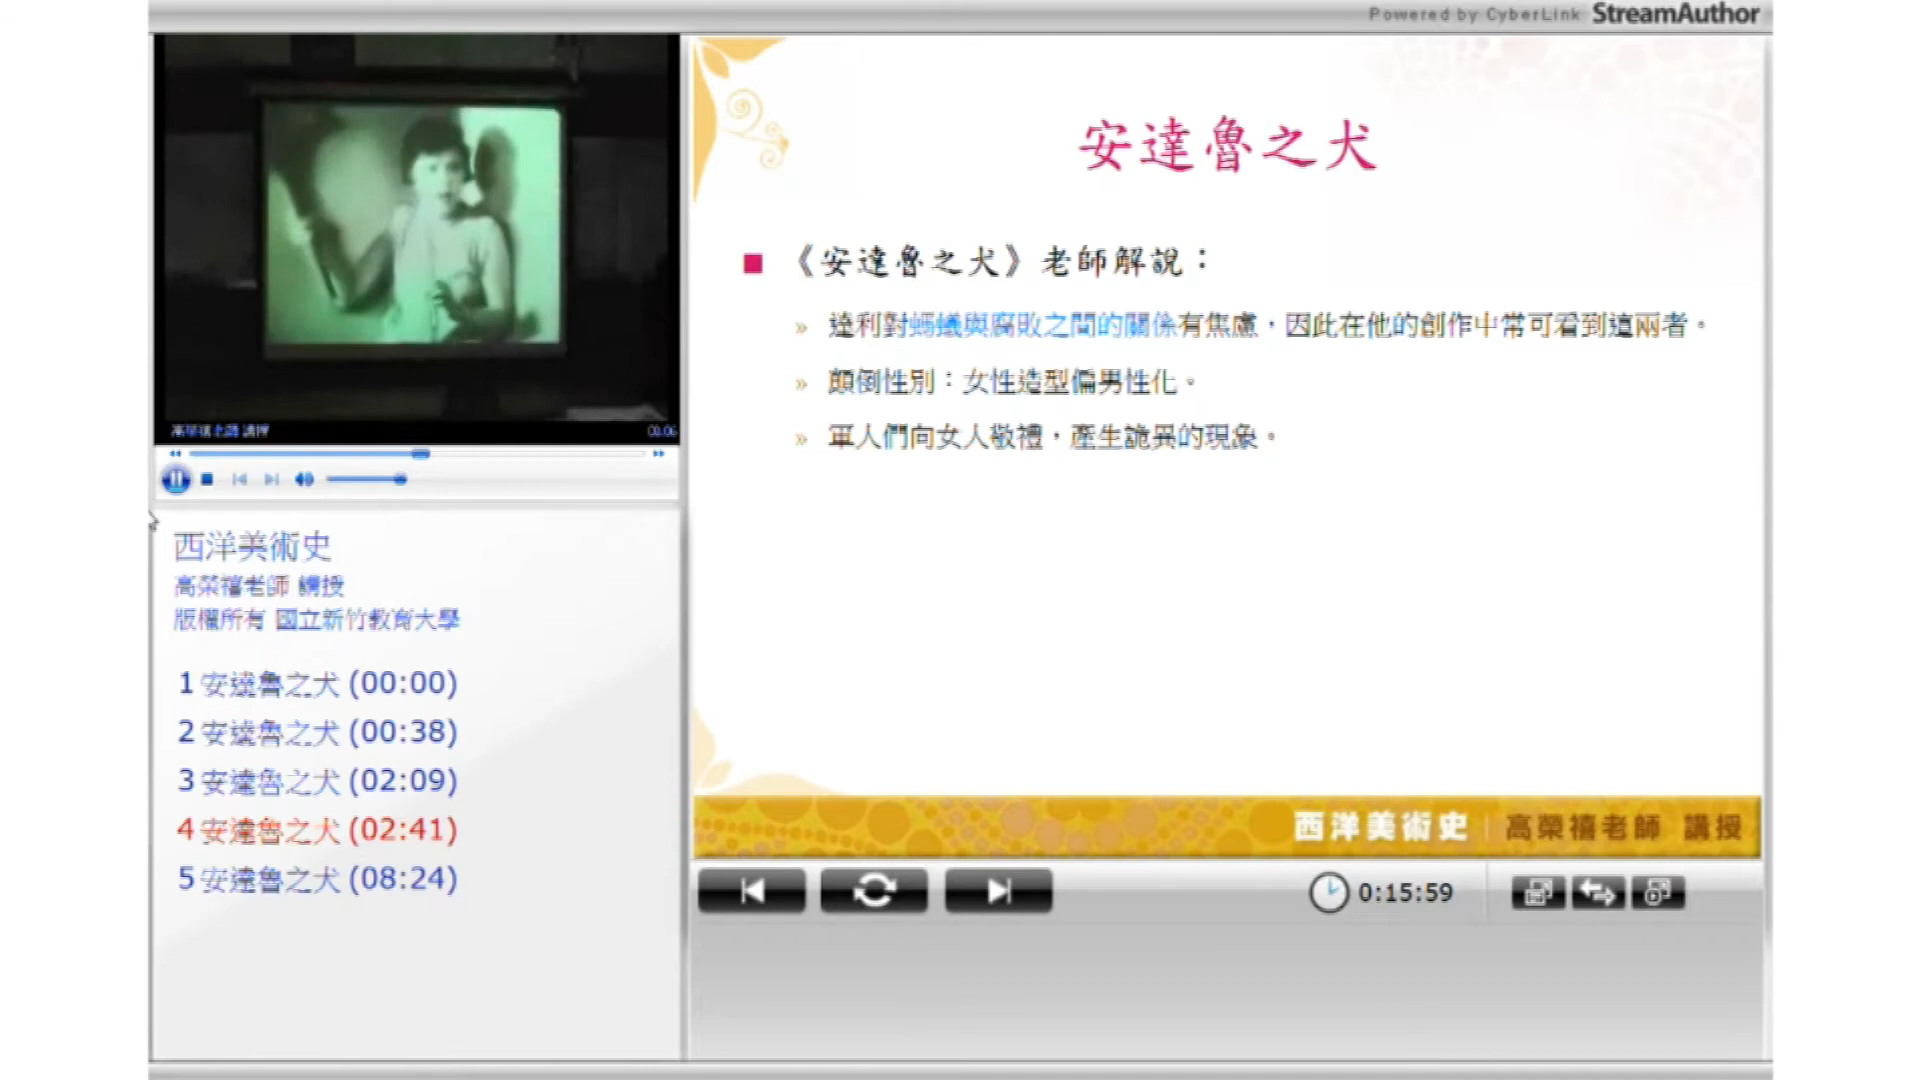 Powered by CyberLink StreamAuthor
安達魯之犬
《安達魯之犬》老師解說：
» 達利對螞蟻與腐敗之間的關係有焦慮，因此在他的創作中常可看到這兩者。
» 顛倒性別：女性造型偏男性化。
» 軍人們向女人敬禮，產生詭異的現象。
高榮禧老師 講授
西洋美術史
高榮禧老師 講授
版權所有 國立新竹教育大學
1 安達魯之犬 (00:00)
2 安達魯之犬 (00:38)
3 安達魯之犬 (02:09)
4 安達魯之犬 (02:41)
5 安達魯之犬 (08:24)
西洋美術史 | 高榮禧老師 講授
0:15:59